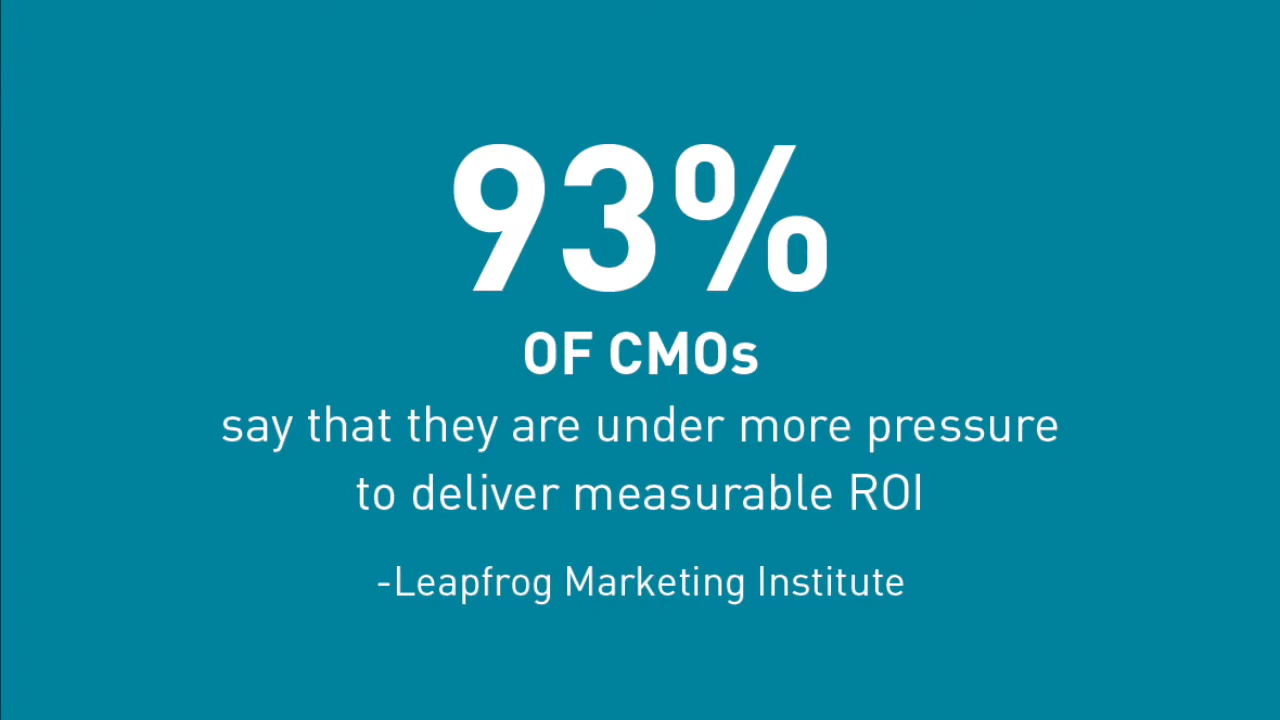 93%
OF CMOs
say that they are under more pressure
to deliver measurable ROI
-Leapfrog Marketing Institute